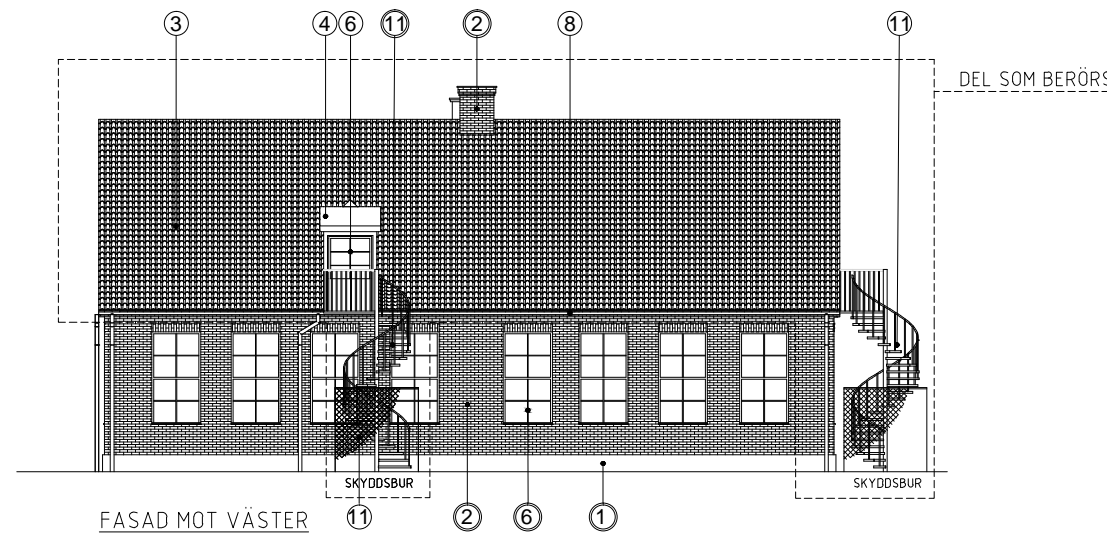 3 4 6 11 2 8 11
DEL SOM BERÖRS
SKYDDSBUR SKYDDSBUR
11 2 6 1
FASAD MOT VÄSTER